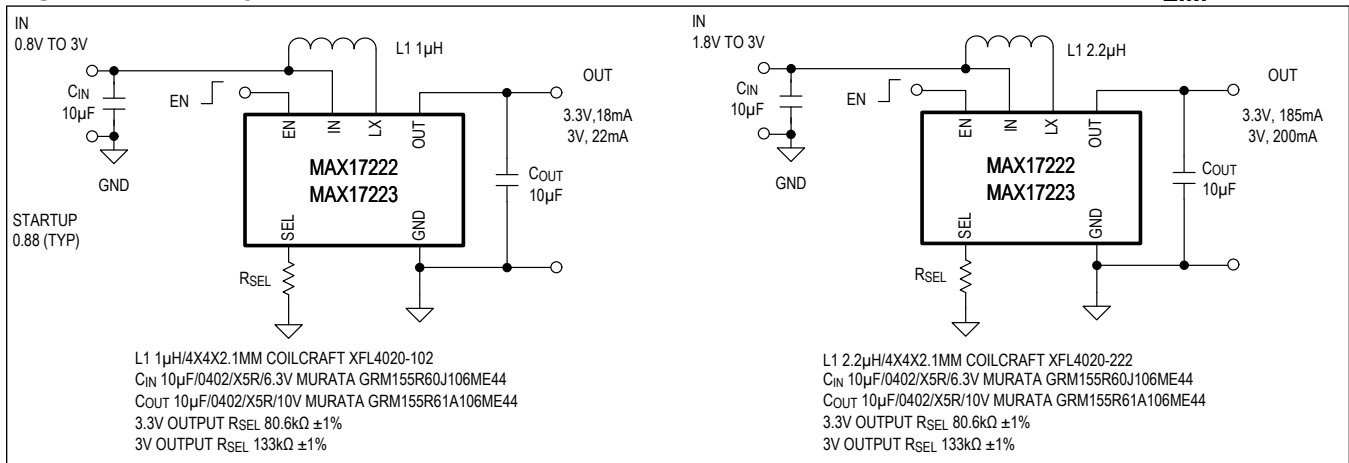 IN
0.8V TO 3V
L1 1µH
OUT
CIN
10µF
EN
EN
IN
LX
OUT
3.3V,18mA
3V, 22mA
MAX17222
MAX17223
COUT
10µF
GND
STARTUP
0.88 (TYP)
SEL
GND
RSEL
L1 1µH/4X4X2.1MM COILCRAFT XFL4020-102
CIN 10µF/0402/X5R/6.3V MURATA GRM155R60J106ME44
COUT 10µF/0402/X5R/10V MURATA GRM155R61A106ME44
3.3V OUTPUT RSEL 80.6kΩ ±1%
3V OUTPUT RSEL 133kΩ ±1%
IN
1.8V TO 3V
L1 2.2µH
OUT
CIN
10µF
EN
EN
IN
LX
OUT
3.3V, 185mA
3V, 200mA
MAX17222
MAX17223
COUT
10µF
GND
SEL
GND
RSEL
L1 2.2µH/4X4X2.1MM COILCRAFT XFL4020-222
CIN 10µF/0402/X5R/6.3V MURATA GRM155R60J106ME44
COUT 10µF/0402/X5R/10V MURATA GRM155R61A106ME44
3.3V OUTPUT RSEL 80.6kΩ ±1%
3V OUTPUT RSEL 133kΩ ±1%